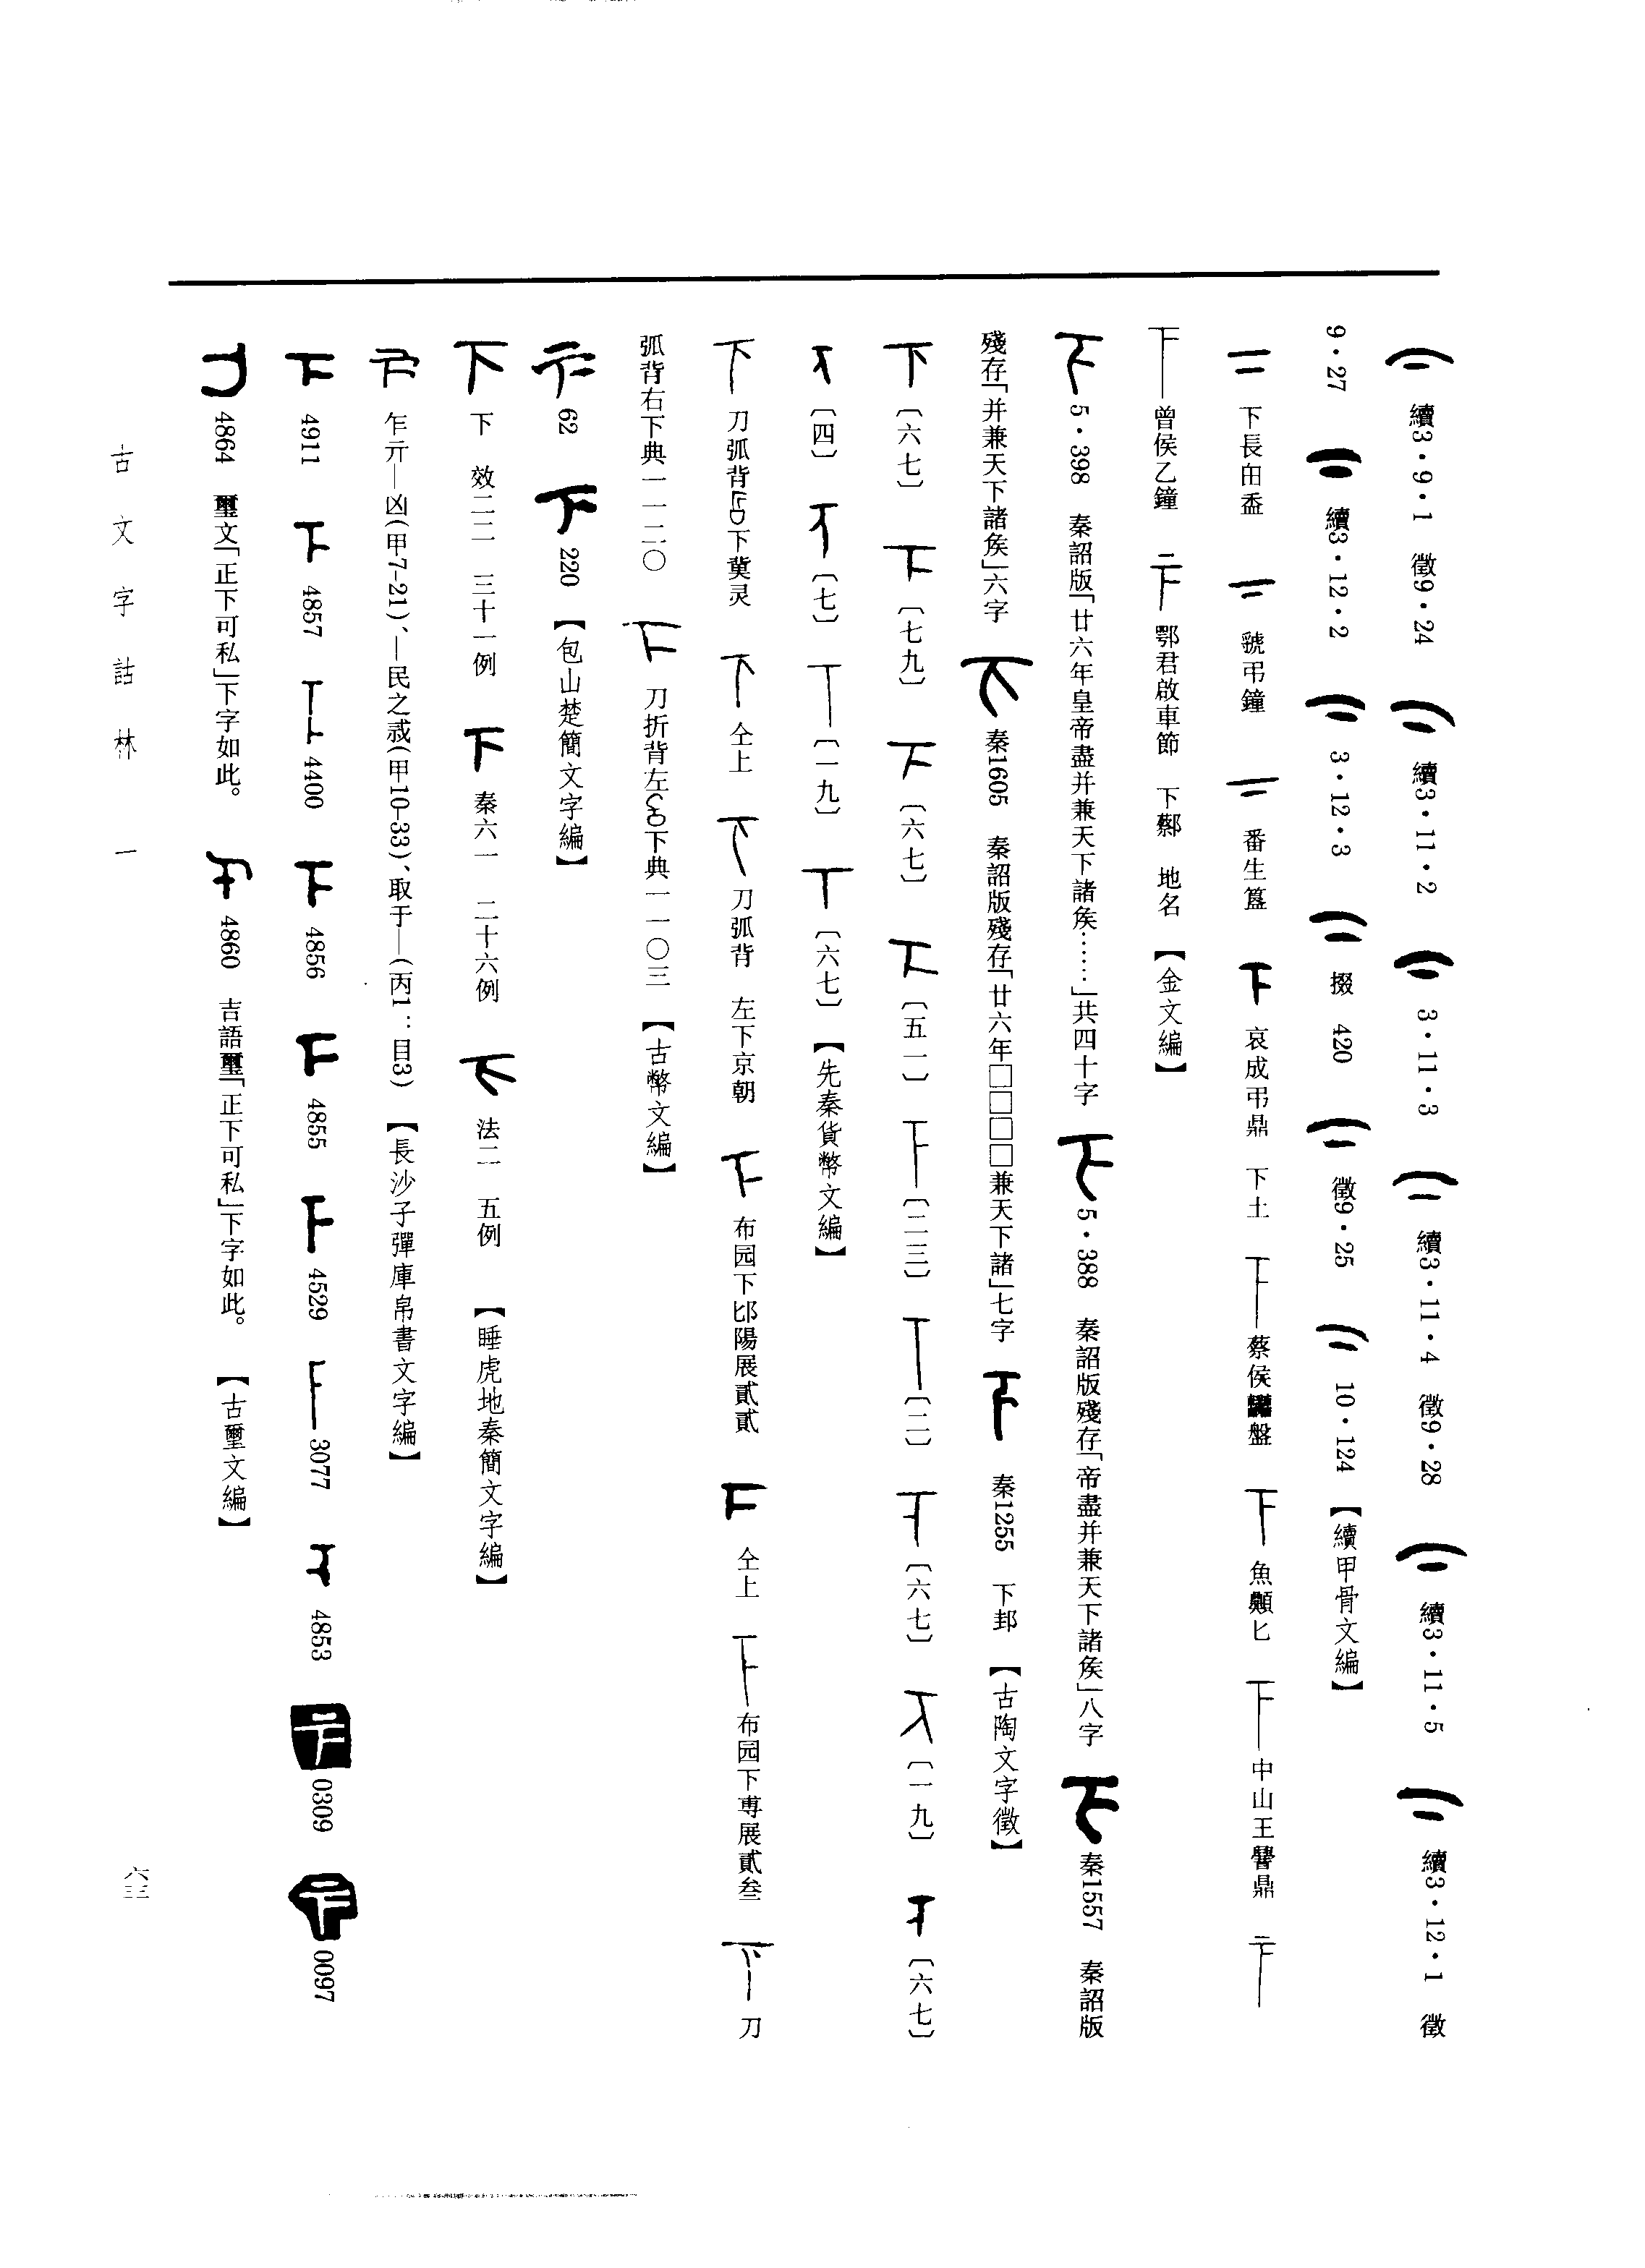 續3·9·1　徵9·24　續3·11·2　3·11·3　續3·11·4　徵9·28　續3·11·5　續3·12·1　徵
9·27　續3·12·2　3·12·3　掇　420　徵9·25　10·124　【續甲骨文編】
下長𠙹盉　虢弔鐘　番生簋　哀成弔鼎　下土　蔡侯盤　魚顚匕　中山王譽鼎
曾侯乙鐘　鄂君啟車節　下鄴　地名　【金文編】
5·398　秦詔版「廿六年皇帝盡并兼天下諸矦……」共四十字　5·388　秦詔版殘存「帝盡并兼天下諸矦」八字　秦1557　秦詔版
殘存「并兼天下諸矦」六字　秦1605　秦詔版殘存「廿六年□□□□兼天下諸」七字　秦1255　下邽　【古陶文字徵】
〔六七〕　〔七九〕　〔六七〕　〔五一〕　〔二三〕　〔二〕　〔六七〕　〔一九〕　〔六七〕
〔四〕　〔七〕　〔一九〕　〔六七〕　【先秦貨幣文編】
刀弧背下冀灵　仝上　刀弧背　左下京朝　布园下邔陽展貳貳　仝上　布园下専展貳叁　刀
弧背右下典一一二〇　刀折背左下典一一〇三　【古幣文編】
62　220　【包山楚簡文字編】
下　效二二　三十一例　秦六一　二十六例　法二　五例　【睡虎地秦簡文字編】
乍亓—凶(甲7-21)、—民之戒(甲10-33)、取于—(丙1:目3)　【長沙子彈庫帛書文字編】
4911　4857　4400　4856　4855　4529　3077　4853　0309　0097
4864　璽文「正下可私」下字如此。　4860　吉語璽「正下可私」下字如此。　【古璽文編】
古文字詁林　一
六三